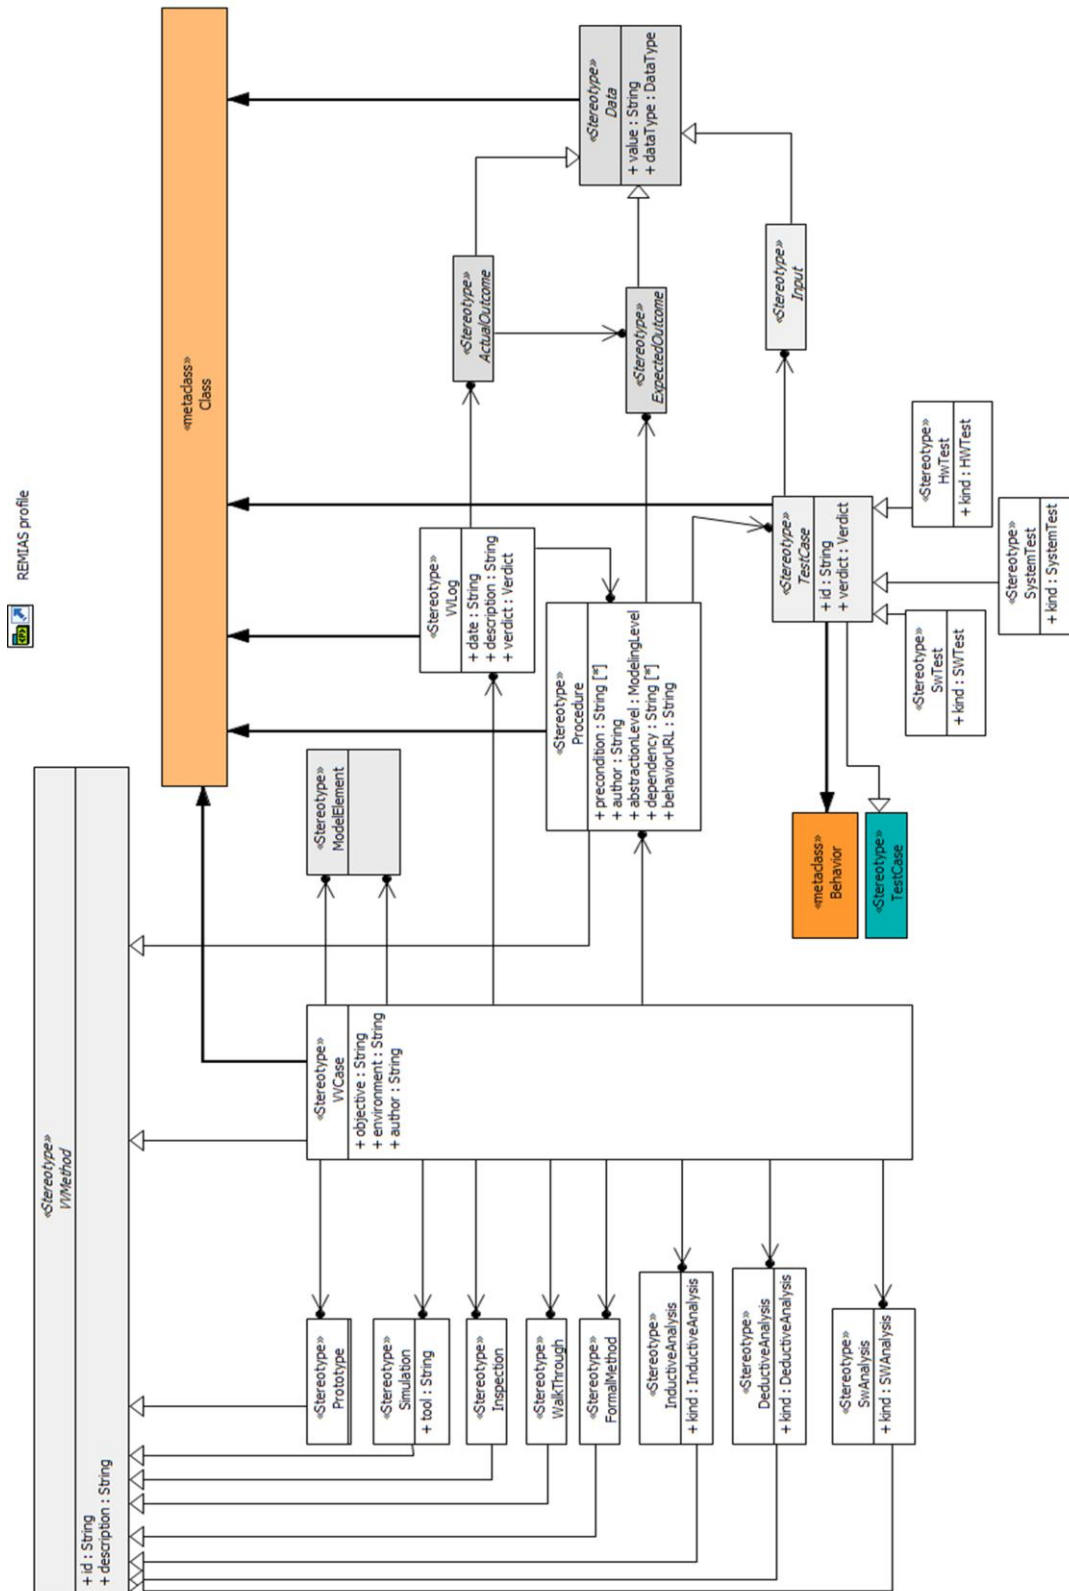 REMIAS profile
«Stereotype»
VVMethod
+ id : String
+ description : String
«metaclass»
Class
«Stereotype»
Prototype
«Stereotype»
Simulation
+ tool : String
«Stereotype»
Inspection
«Stereotype»
WalkThrough
«Stereotype»
FormalMethod
«Stereotype»
InductiveAnalysis
+ kind : InductiveAnalysis
«Stereotype»
DeductiveAnalysis
+ kind : DeductiveAnalysis
«Stereotype»
SwAnalysis
+ kind : SWAnalysis
«Stereotype»
VVCase
+ objective : String
+ environment : String
+ author : String
«Stereotype»
ModelElement
«Stereotype»
VVLog
+ date : String
+ description : String
+ verdict : Verdict
«Stereotype»
Procedure
+ precondition : String [*]
+ author : String
+ abstractionLevel : ModelingLevel
+ dependency : String [*]
+ behaviorURL : String
«Stereotype»
ActualOutcome
«Stereotype»
ExpectedOutcome
«Stereotype»
Data
+ value : String
+ dataType : DataType
«Stereotype»
Input
«Stereotype»
TestCase
+ id : String
+ verdict : Verdict
«metaclass»
Behavior
«Stereotype»
TestCase
«Stereotype»
SwTest
+ kind : SWTest
«Stereotype»
SystemTest
+ kind : SystemTest
«Stereotype»
HwTest
+ kind : HWTest